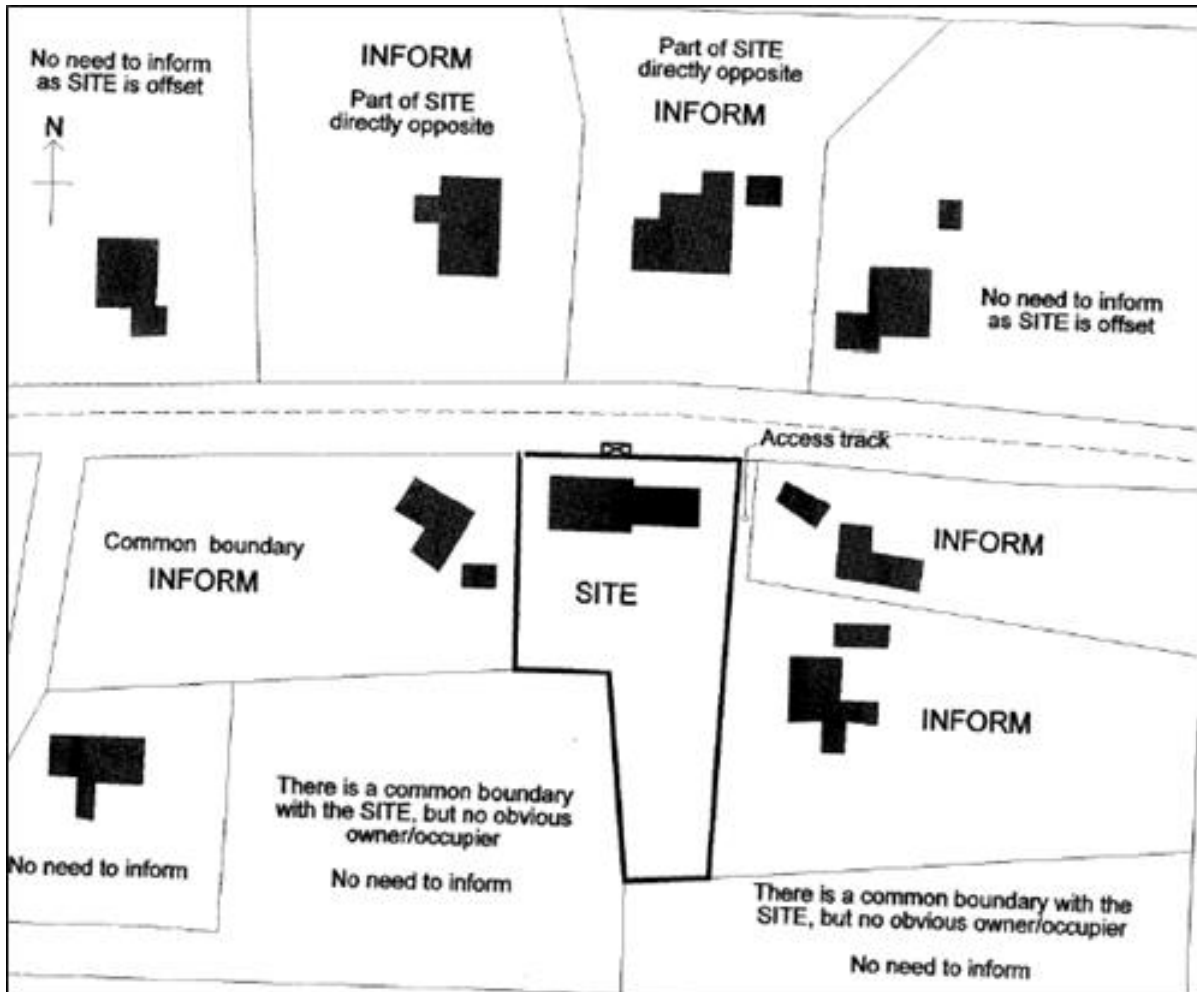 No need to inform
as SITE is offset
N
INFORM
Part of SITE
directly opposite
Part of SITE
directly opposite
INFORM
No need to inform
as SITE is offset
Access track
Common boundary
INFORM
SITE
INFORM
INFORM
There is a common boundary
with the SITE, but no obvious
owner/occupier
No need to inform
No need to inform
There is a common boundary with the
SITE, but no obvious owner/occupier
No need to inform